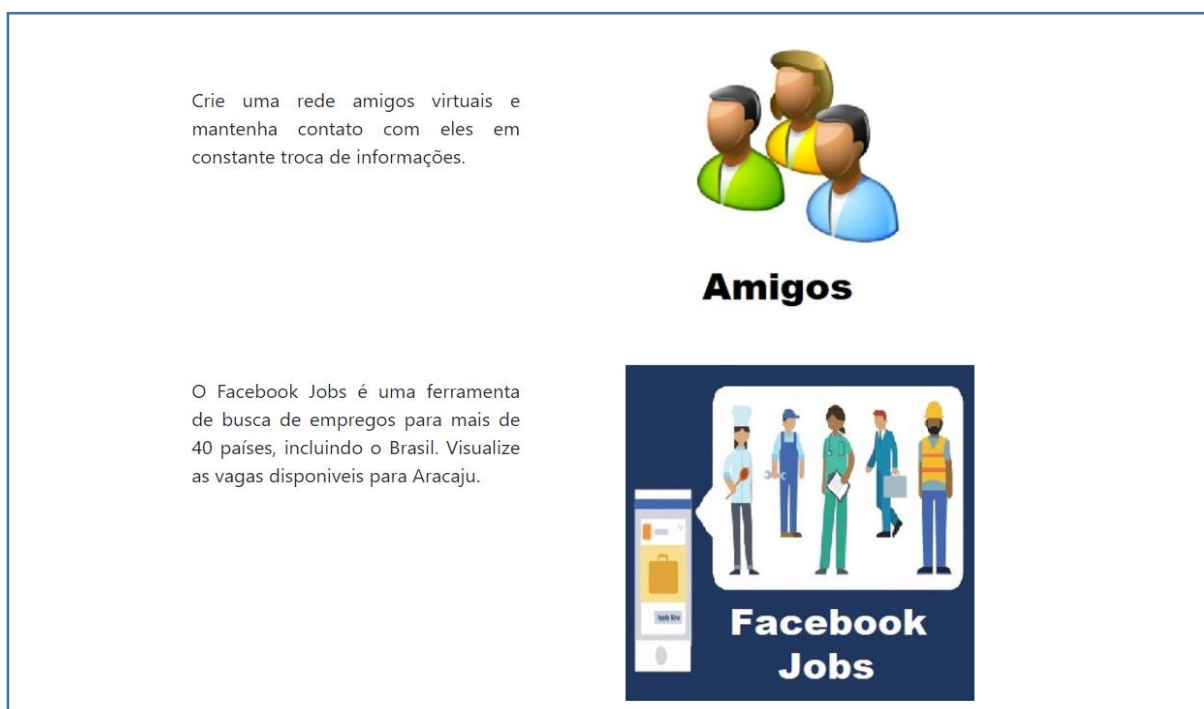 Crie uma rede amigos virtuais e
mantenha contato com eles em
constante troca de informações.
Amigos
O Facebook Jobs é uma ferramenta
de busca de empregos para mais de
40 países, incluindo o Brasil. Visualize
as vagas disponiveis para Aracaju.
Apply Now
Facebook
Jobs